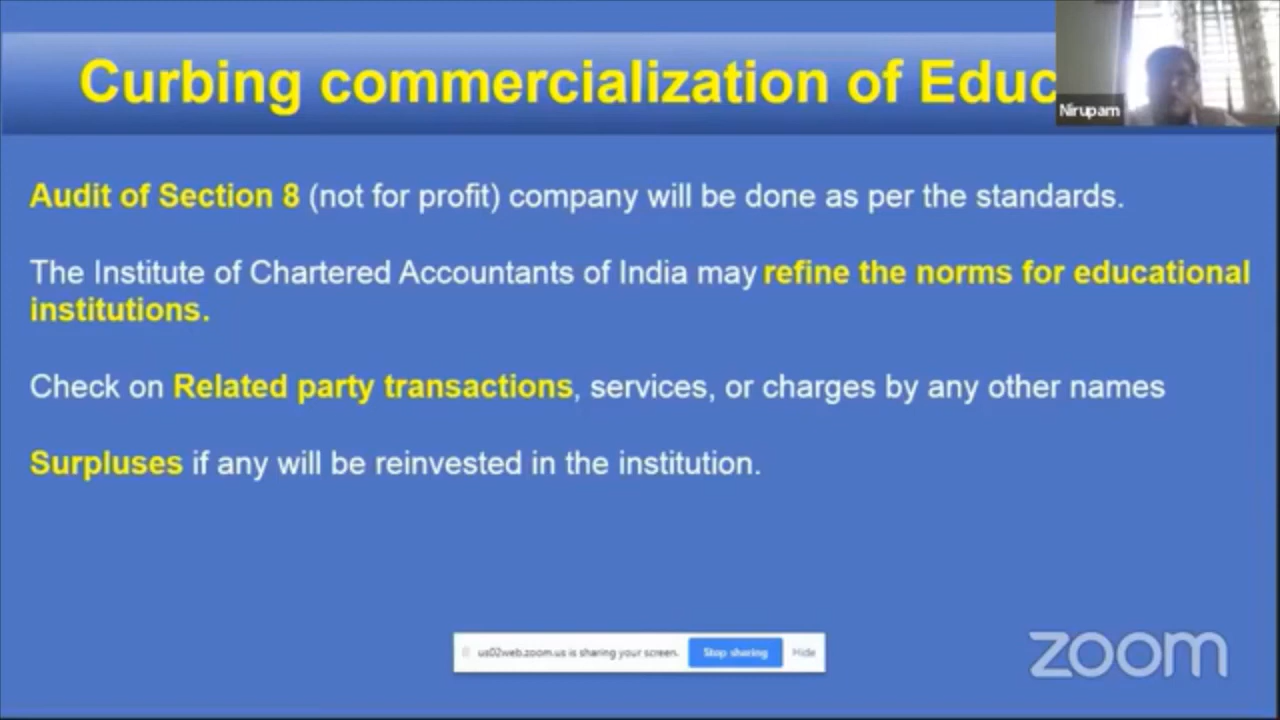 Curbing commercialization of Educ
Nirupam
Audit of Section 8 (not for profit) company will be done as per the standards.
The Institute of Chartered Accountants of India may refine the norms for educational
institutions.
Check on Related party transactions, services, or charges by any other names
Surpluses if any will be reinvested in the institution.
us02web.zoom.us is sharing your screen. Stop sharing Hide
zoom